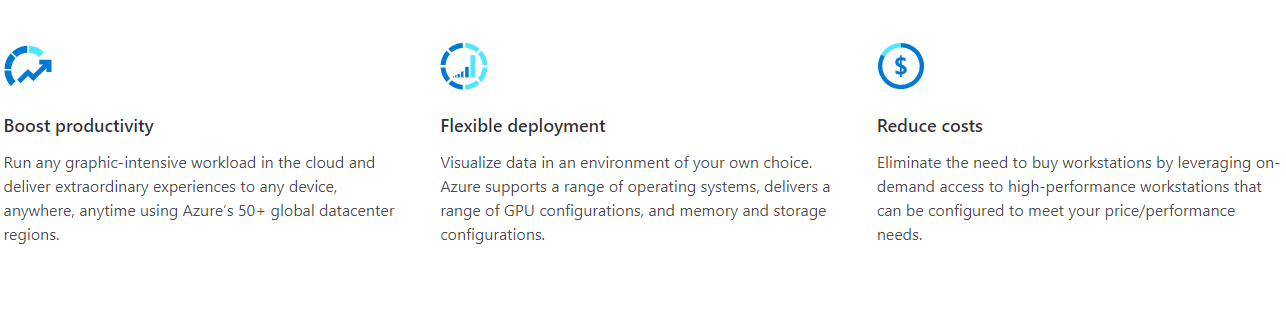 Boost productivity
Run any graphic-intensive workload in the cloud and
deliver extraordinary experiences to any device,
anywhere, anytime using Azure’s 50+ global datacenter
regions.
Flexible deployment
Visualize data in an environment of your own choice.
Azure supports a range of operating systems, delivers a
range of GPU configurations, and memory and storage
configurations.
$
Reduce costs
Eliminate the need to buy workstations by leveraging on-
demand access to high-performance workstations that
can be configured to meet your price/performance
needs.